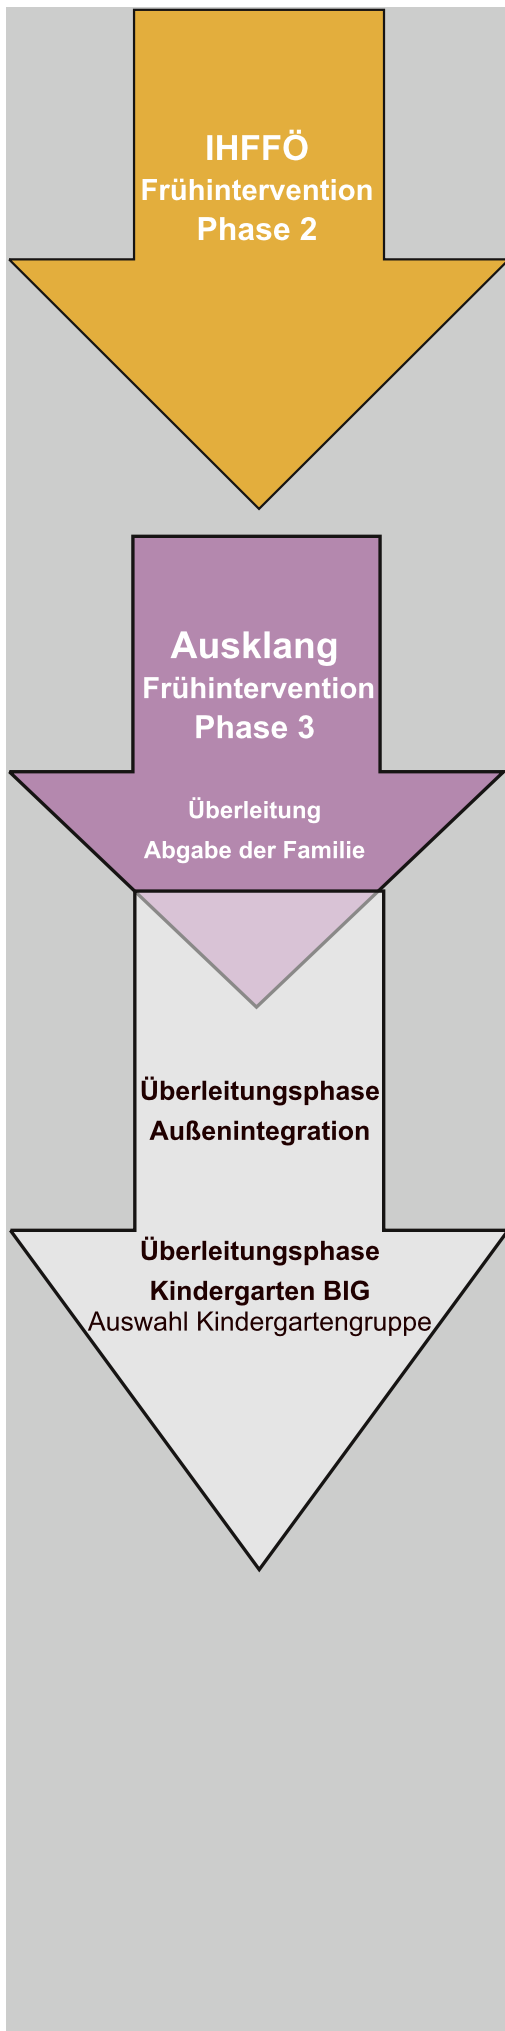 IHFFÖ
Frühintervention
Phase 2
Ausklang
Frühintervention
Phase 3
Überleitung
Abgabe der Familie
Überleitungsphase
Außenintegration
Überleitungsphase
Kindergarten BIG
Auswahl Kindergartengruppe